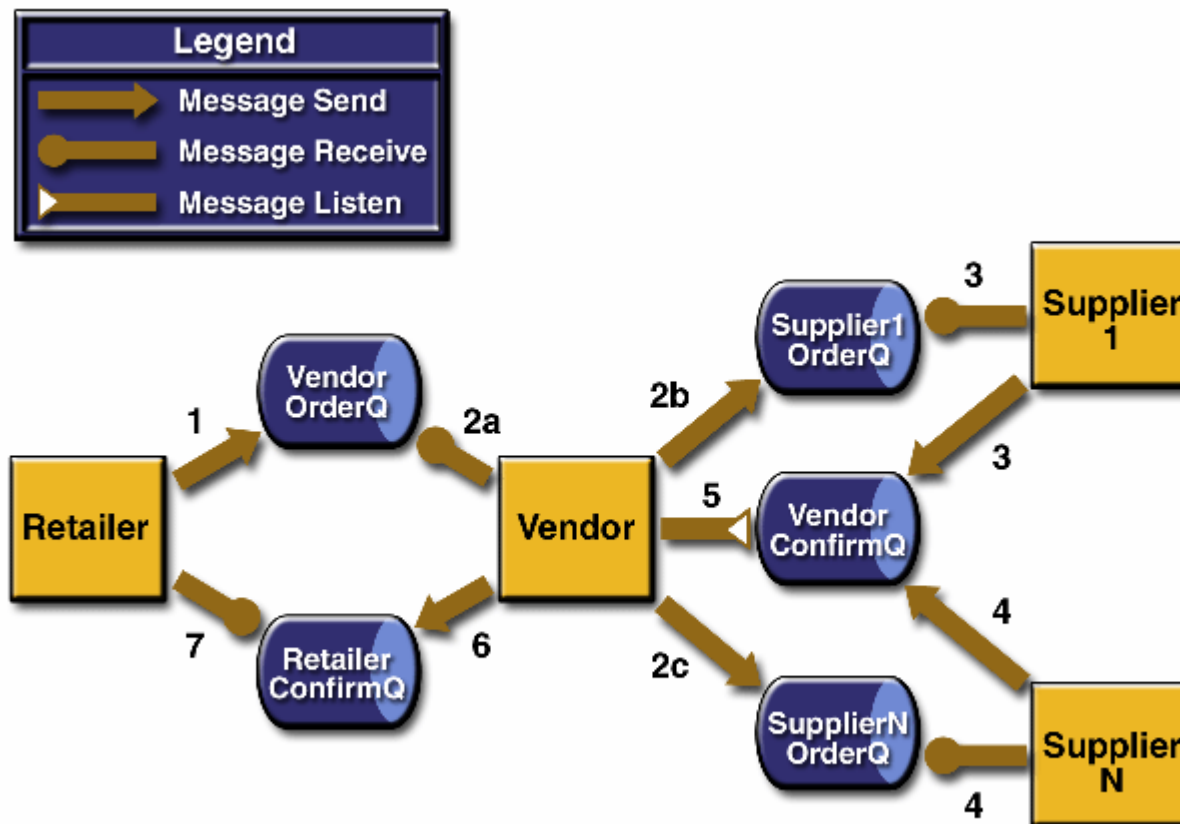 Legend
Message Send
Message Receive
Message Listen
3
Supplier
1
Supplier1
OrderQ
Vendor
OrderQ
2b
1
2a
3
5
Retailer
Vendor
Vendor
ConfirmQ
4
7
6
2c
Retailer
ConfirmQ
SupplierN
OrderQ
Supplier
N
4